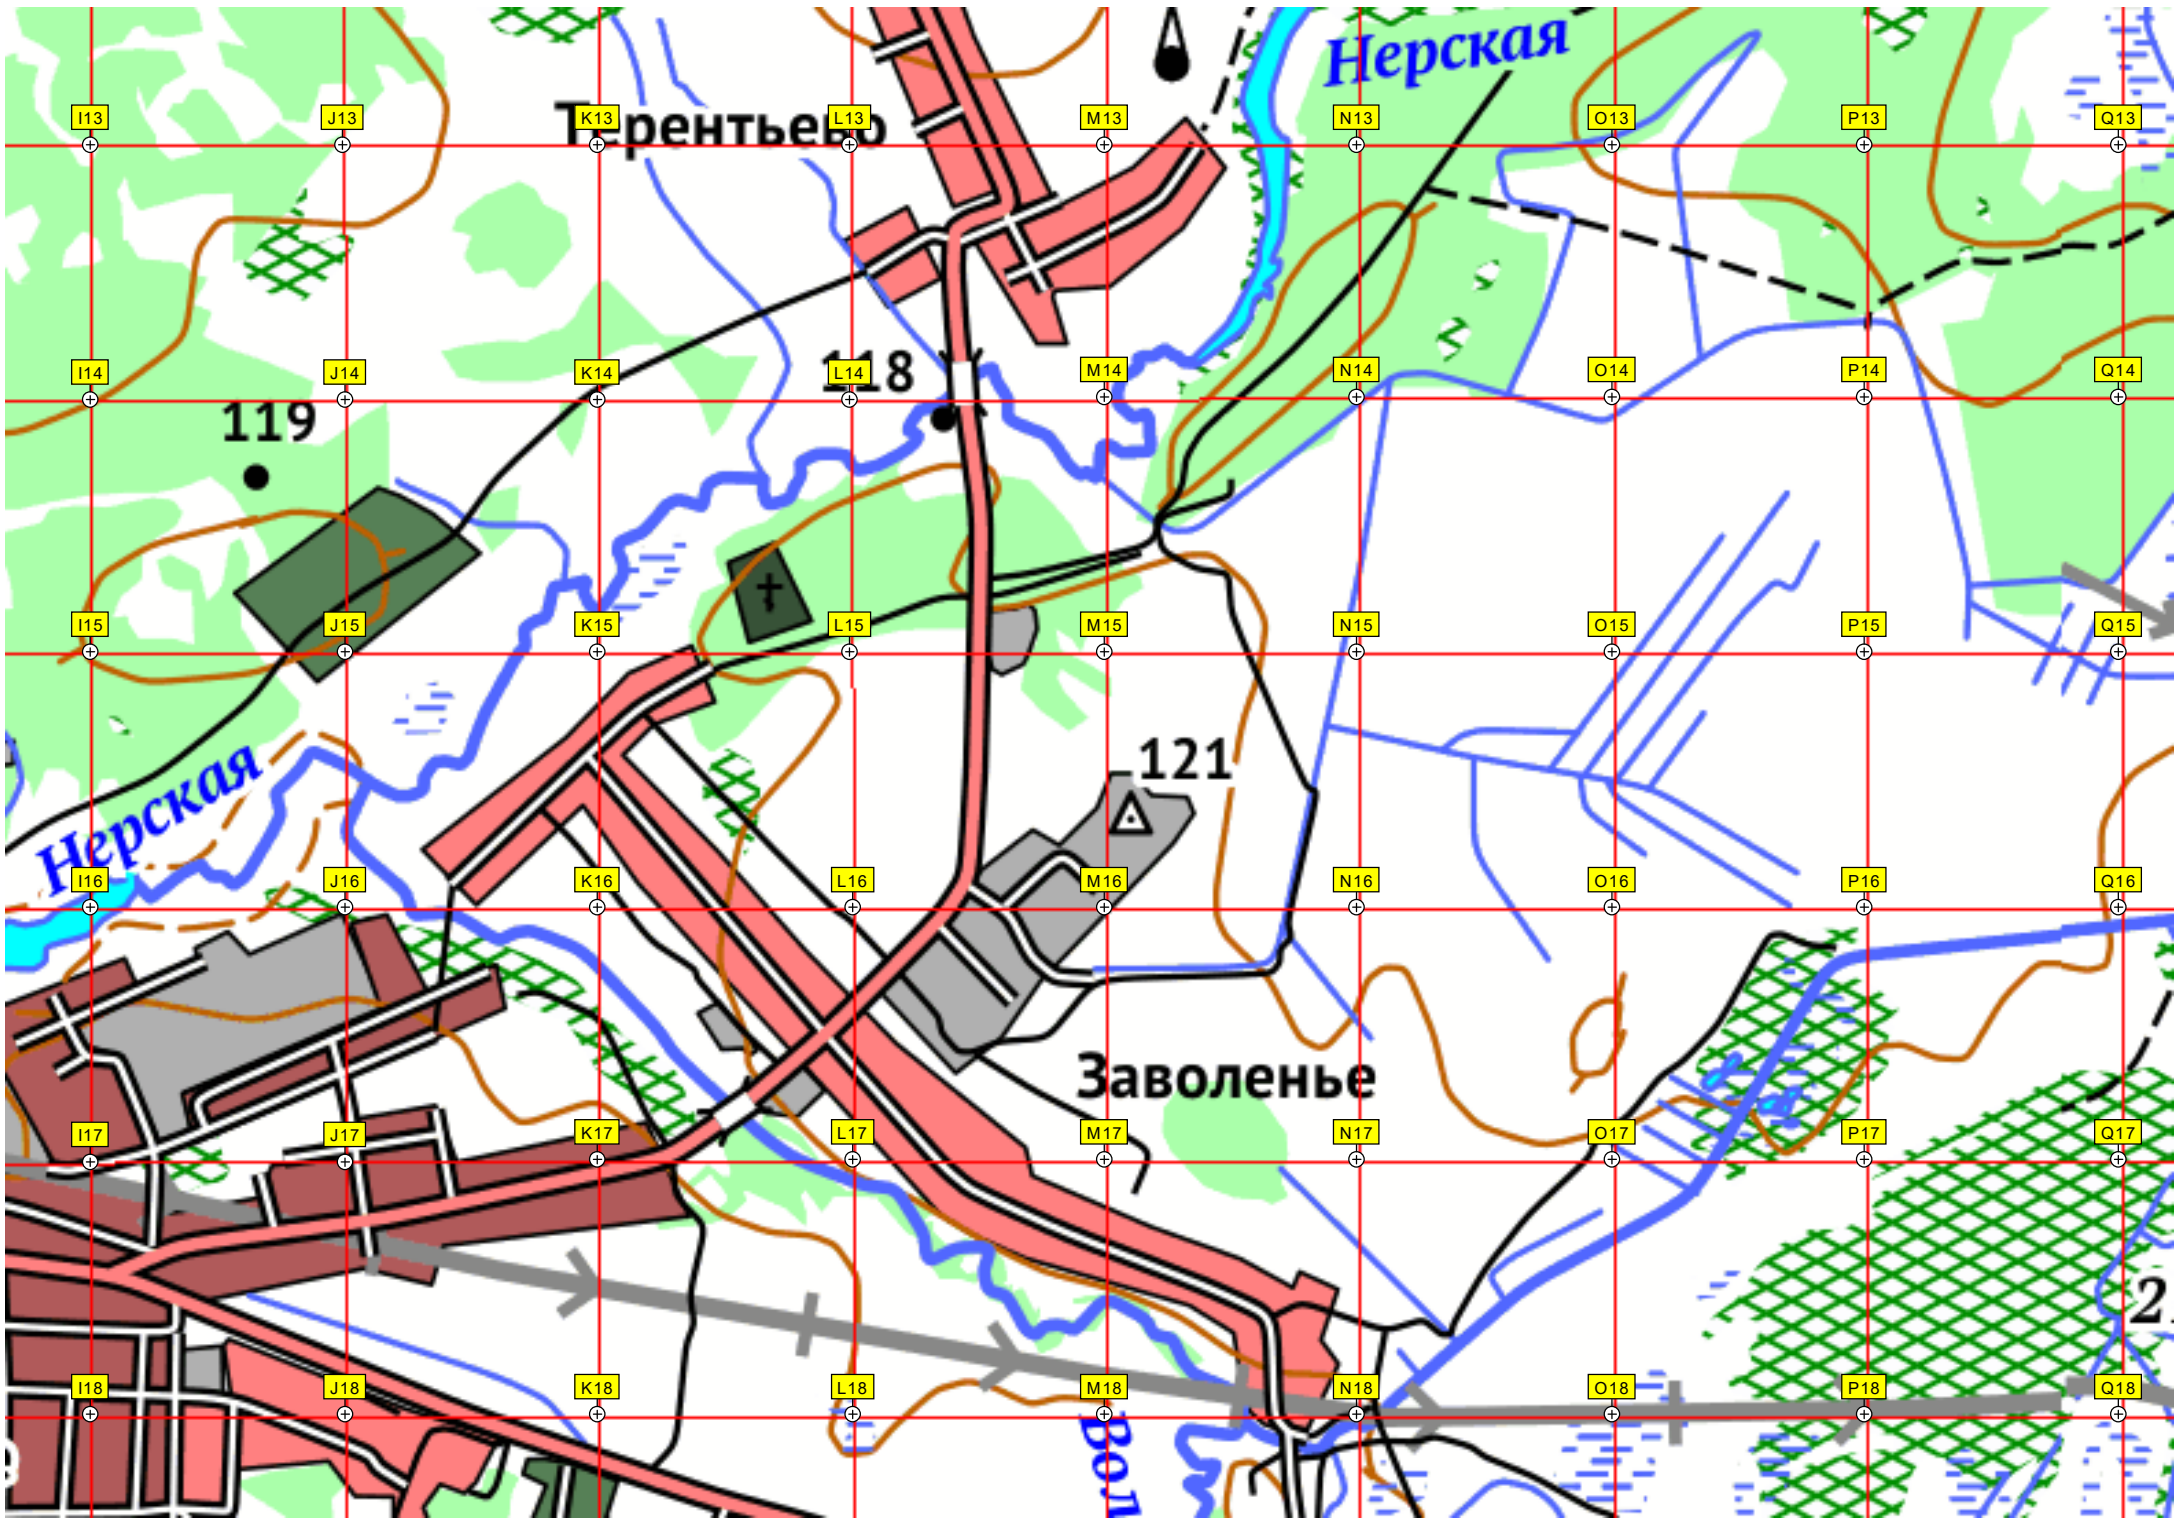 Нерская
I13 J13 K13 L13 M13 N13 O13 P13 Q13
Терентьево
118
I14 J14 K14 L14 M14 N14 O14 P14 Q14
119
I15 J15 K15 L15 M15 N15 O15 P15 Q15
121
Нерская
I16 J16 K16 L16 M16 N16 O16 P16 Q16
Заволенье
I17 J17 K17 L17 M17 N17 O17 P17 Q17
2
I18 J18 K18 L18 M18 N18 O18 P18 Q18
Вол
е